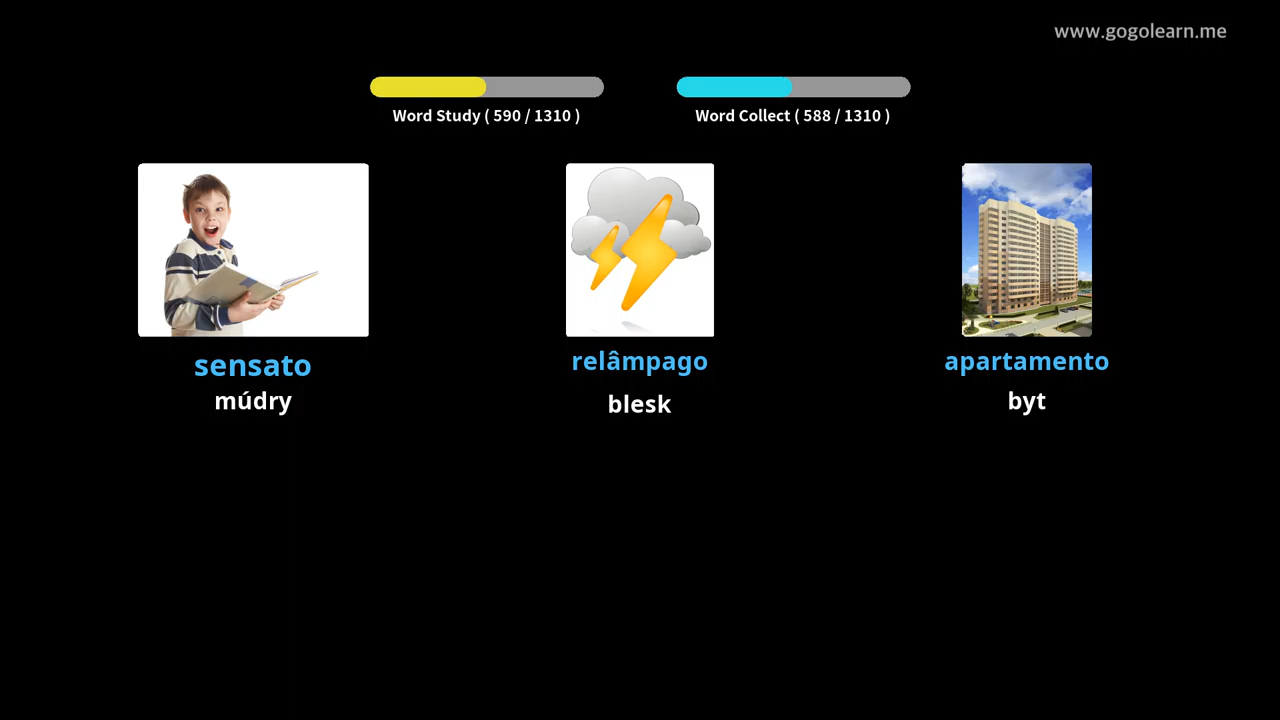 www.gogolearn.me
Word Study ( 590 / 1310 )
Word Collect ( 588 / 1310 )
sensato
relâmpago
apartamento
múdry
blesk
byt